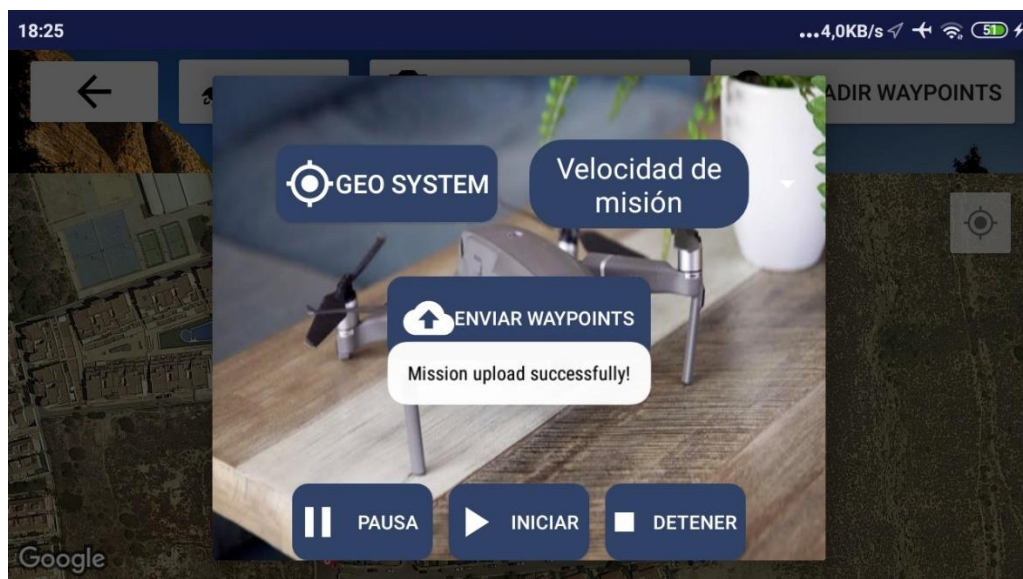 18:25
...4,0KB/s
51
ADIR WAYPOINTS
GEO SYSTEM
Velocidad de
misión
ENVIAR WAYPOINTS
Mission upload successfully!
PAUSA
INICIAR
DETENER
Google